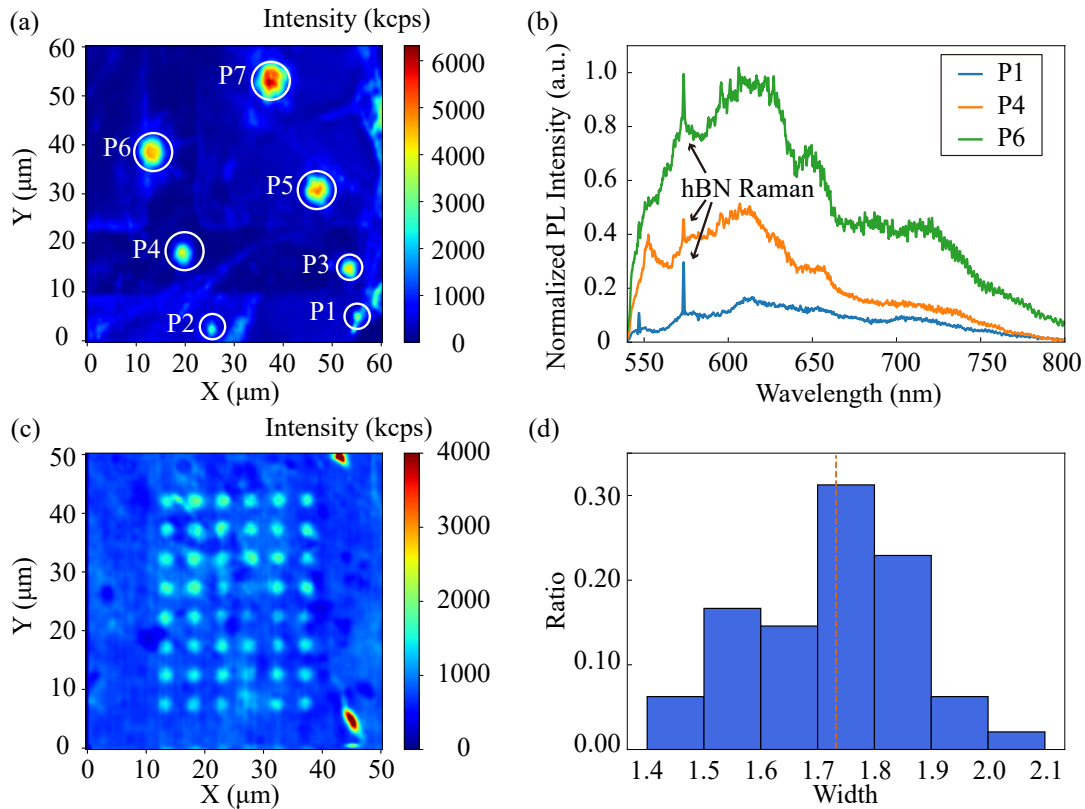 (a)
Intensity (kcps)
60
50
40
30
20
10
0
Y (μm)
0 10 20 30 40 50 60
X (μm)
P7
P6
P5
P4
P3
P2
P1
6000
5000
4000
3000
2000
1000
0
(b)
Normalized PL Intensity (a.u.)
1.0
0.8
0.6
0.4
0.2
0
550 600 650 700 750 800
Wavelength (nm)
hBN Raman
P1
P4
P6
(c)
Intensity (kcps)
50
40
30
20
10
0
Y (μm)
0 10 20 30 40 50
X (μm)
4000
3000
2000
1000
0
(d)
Ratio
0.30
0.20
0.10
0.00
1.4 1.5 1.6 1.7 1.8 1.9 2.0 2.1
Width